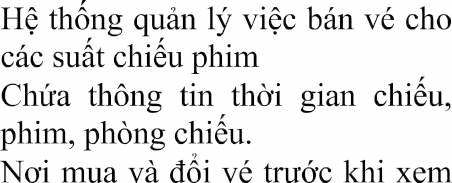 Hệ thống quản lý việc bán vé cho
các suất chiếu phim
Chứa thông tin thời gian chiếu,
phim, phòng chiếu.
Nơi mua và đổi vé trước khi xem